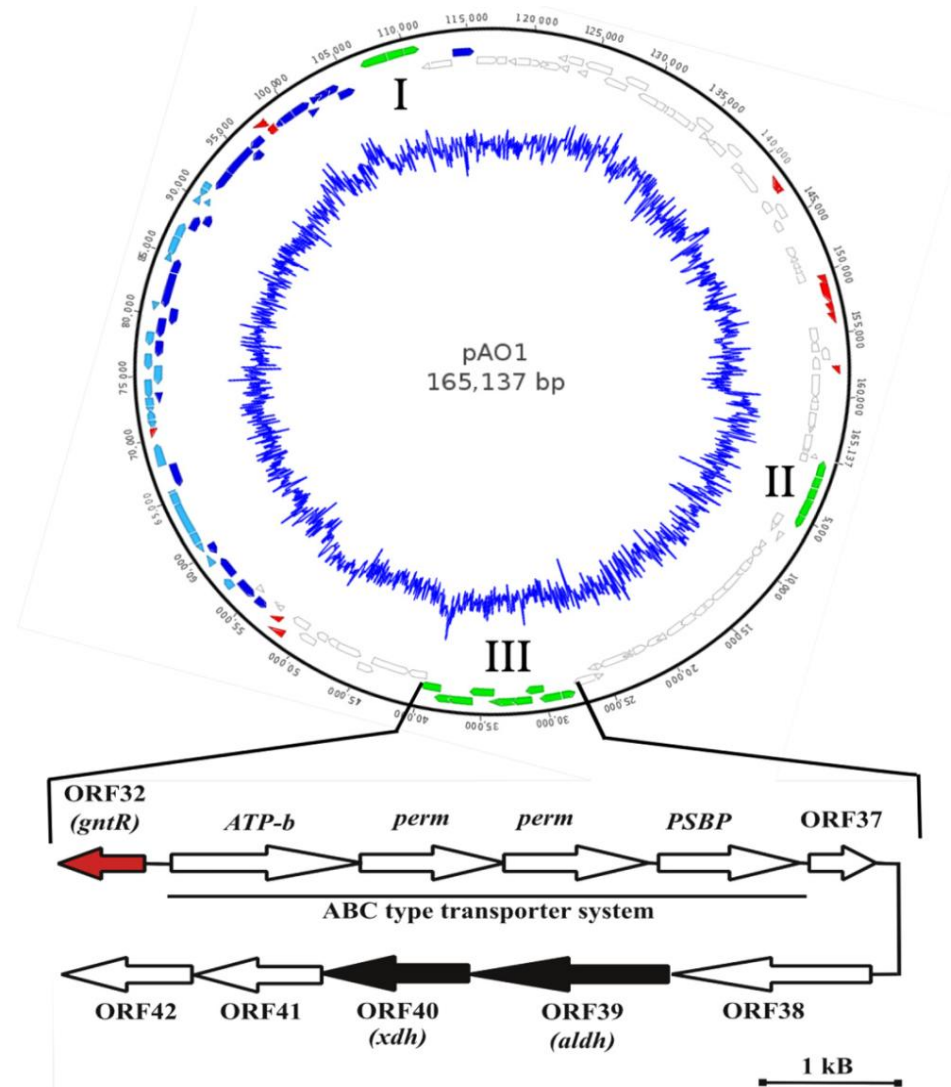 115,000
120,000
125,000
130,000
135,000
140,000
145,000
150,000
155,000
160,000
165,137
5,000
10,000
15,000
20,000
25,000
30,000
35,000
40,000
45,000
50,000
55,000
60,000
65,000
70,000
75,000
80,000
85,000
90,000
95,000
100,000
105,000
110,000
I
pAO1
165,137 bp
II
III
ORF32
(gntR)
ATP-b
perm
perm
PSBP
ORF37
ABC type transporter system
ORF42
ORF41
ORF40
(xdh)
ORF39
(aldh)
ORF38
1 kB